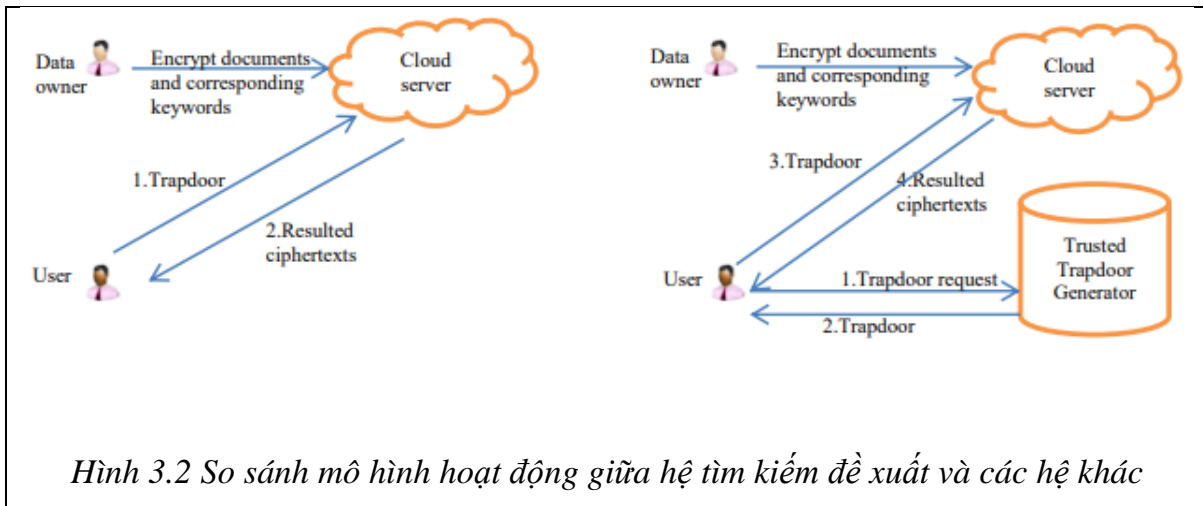 Data
owner
Encrypt documents
and corresponding
keywords
Cloud
server
1.Trapdoor
2.Resulted
ciphertexts
User
Data
owner
Encrypt documents
and corresponding
keywords
Cloud
server
3.Trapdoor
4.Resulted
ciphertexts
User
1.Trapdoor request
2.Trapdoor
Trusted
Trapdoor
Generator
Hình 3.2 So sánh mô hình hoạt động giữa hệ tìm kiếm đề xuất và các hệ khác